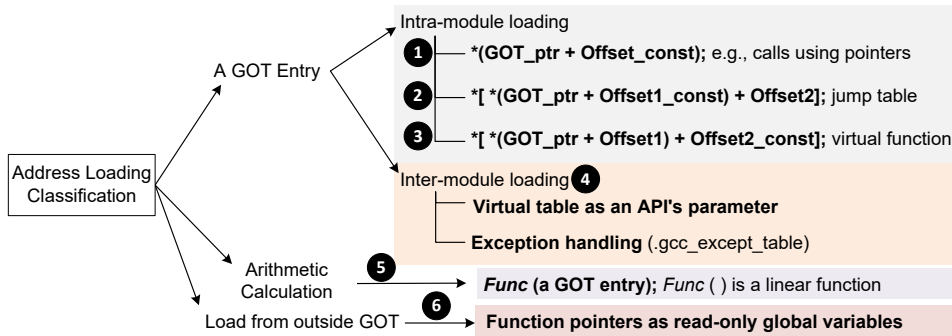 Address Loading
Classification
A GOT Entry
Intra-module loading
1 *(GOT_ptr + Offset_const); e.g., calls using pointers
2 *[ *(GOT_ptr + Offset1_const) + Offset2]; jump table
3 *[ *(GOT_ptr + Offset1) + Offset2_const]; virtual function
Inter-module loading 4
Virtual table as an API's parameter
Exception handling (.gcc_except_table)
Arithmetic
Calculation
5
Func (a GOT entry); Func ( ) is a linear function
Load from outside GOT
6
Function pointers as read-only global variables